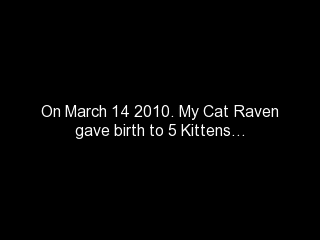 On March 14 2010. My Cat Raven
gave birth to 5 Kittens…